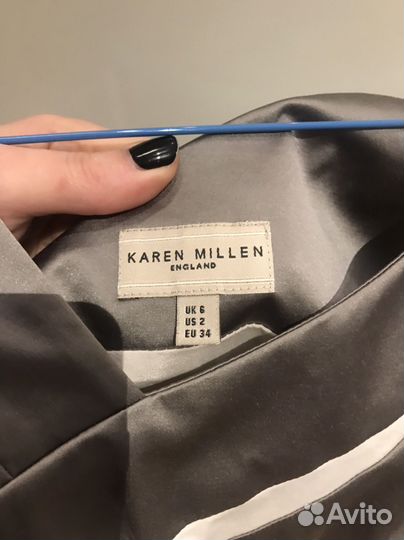 KAREN MILLEN
ENGLAND
UK 6
US 2
EU 34
Avito